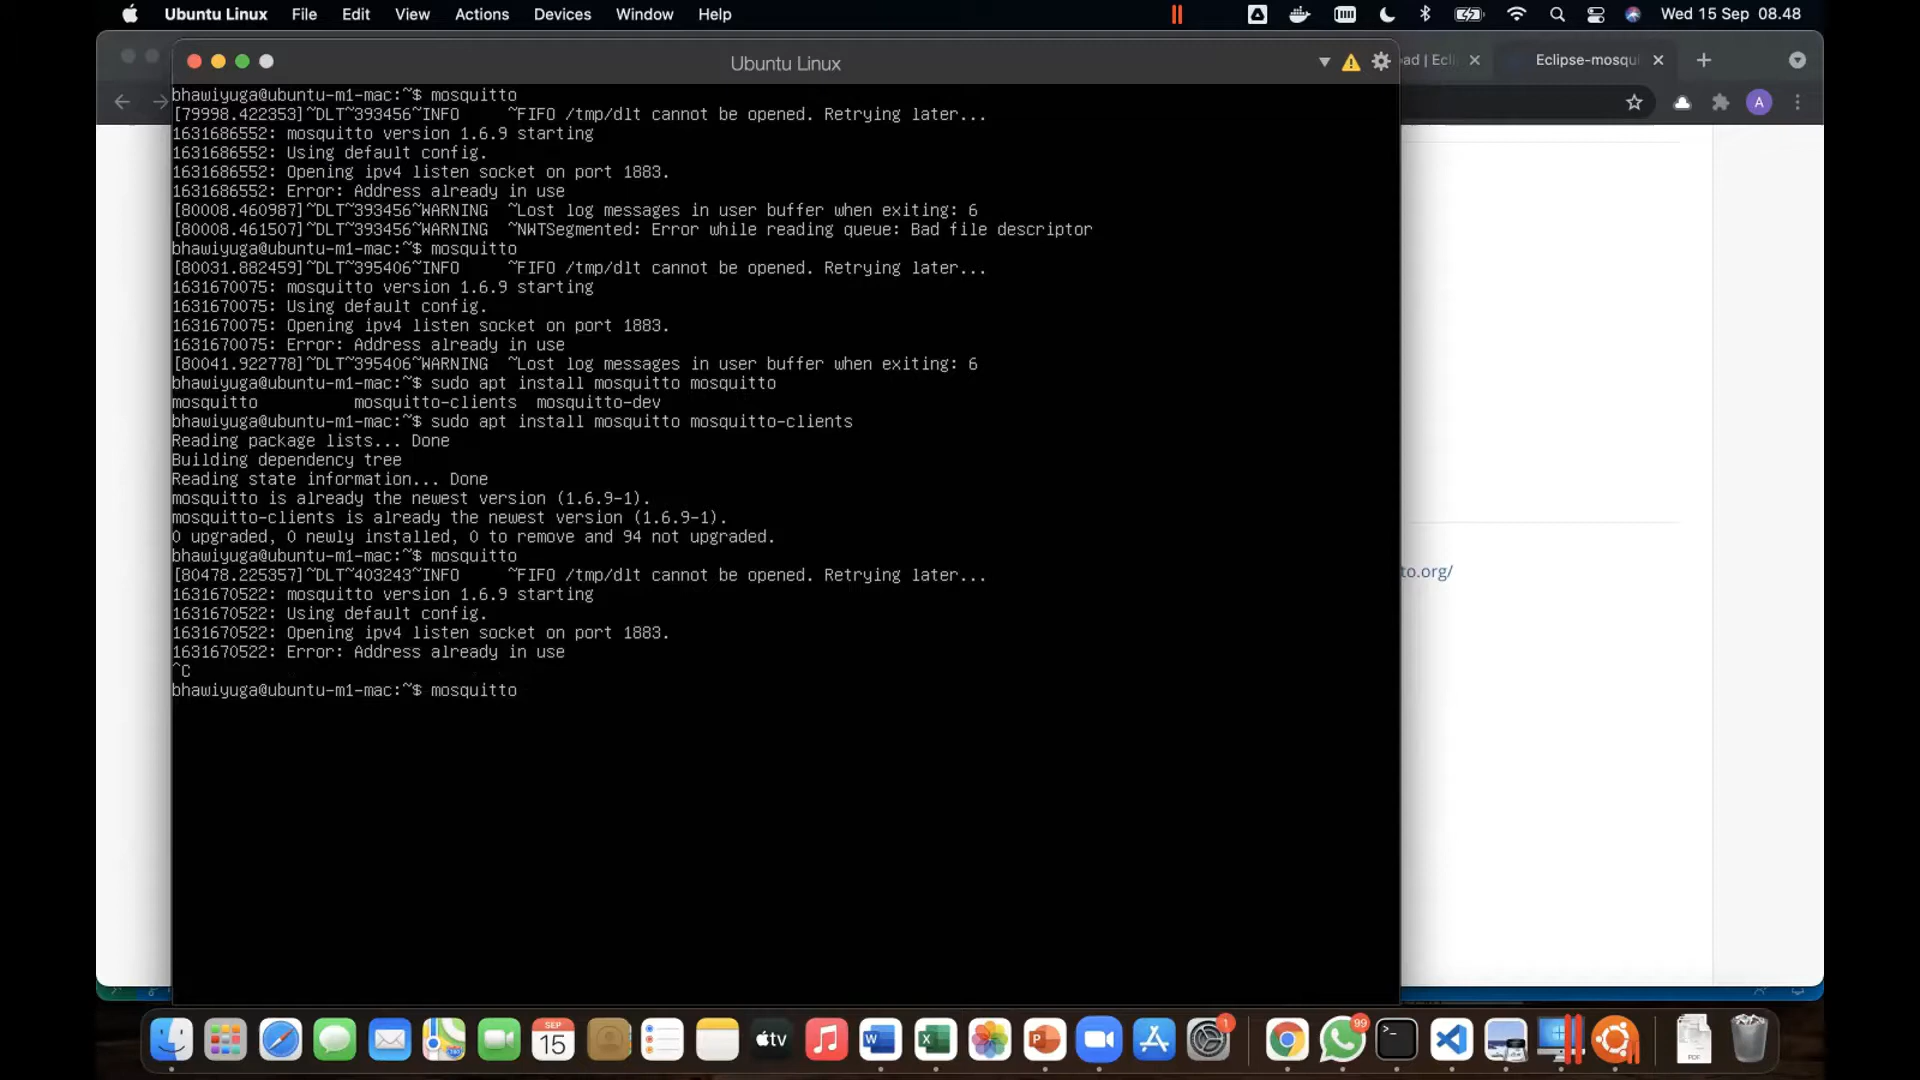 Ubuntu Linux File Edit View Actions Devices Window Help Wed 15 Sep 08.48
Ubuntu Linux
ad | Ecli
Eclipse-mosqui
A
bhawiyuga@ubuntu-m1-mac:~$ mosquitto
[79998.422353]~DLT~393456~INFO     ~FIFO /tmp/dlt cannot be opened. Retrying later...
1631686552: mosquitto version 1.6.9 starting
1631686552: Using default config.
1631686552: Opening ipv4 listen socket on port 1883.
1631686552: Error: Address already in use
[80008.460987]~DLT~393456~WARNING  ~Lost log messages in user buffer when exiting: 6
[80008.461507]~DLT~393456~WARNING  ~NWTSegmented: Error while reading queue: Bad file descriptor
bhawiyuga@ubuntu-m1-mac:~$ mosquitto
[80031.882459]~DLT~395406~INFO     ~FIFO /tmp/dlt cannot be opened. Retrying later...
1631670075: mosquitto version 1.6.9 starting
1631670075: Using default config.
1631670075: Opening ipv4 listen socket on port 1883.
1631670075: Error: Address already in use
[80041.922778]~DLT~395406~WARNING  ~Lost log messages in user buffer when exiting: 6
bhawiyuga@ubuntu-m1-mac:~$ sudo apt install mosquitto mosquitto
mosquitto          mosquitto-clients  mosquitto-dev
bhawiyuga@ubuntu-m1-mac:~$ sudo apt install mosquitto mosquitto-clients
Reading package lists... Done
Building dependency tree
Reading state information... Done
mosquitto is already the newest version (1.6.9-1).
mosquitto-clients is already the newest version (1.6.9-1).
0 upgraded, 0 newly installed, 0 to remove and 94 not upgraded.
bhawiyuga@ubuntu-m1-mac:~$ mosquitto
[80478.225357]~DLT~403243~INFO     ~FIFO /tmp/dlt cannot be opened. Retrying later...
1631670522: mosquitto version 1.6.9 starting
1631670522: Using default config.
1631670522: Opening ipv4 listen socket on port 1883.
1631670522: Error: Address already in use
^C
bhawiyuga@ubuntu-m1-mac:~$ mosquitto
to.org/
SEP
15
tv
W
X
P
1
99
>_
PDF